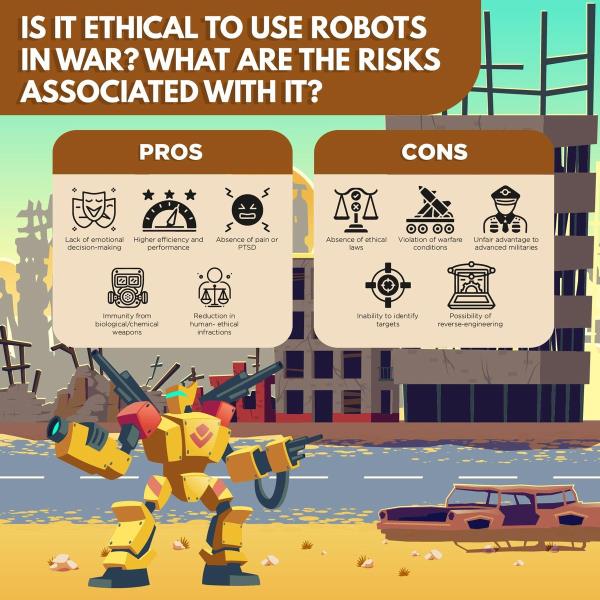 IS IT ETHICAL TO USE ROBOTS
IN WAR? WHAT ARE THE RISKS
ASSOCIATED WITH IT?
PROS
Lack of emotional
decision-making
Higher efficiency and
performance
Absence of pain or
PTSD
Immunity from
biological/chemical
weapons
Reduction in
human- ethical
infractions
CONS
Absence of ethical
laws
Violation of warfare
conditions
Unfair advantage to
advanced militaries
Inability to identify
targets
Possibility of
reverse-engineering